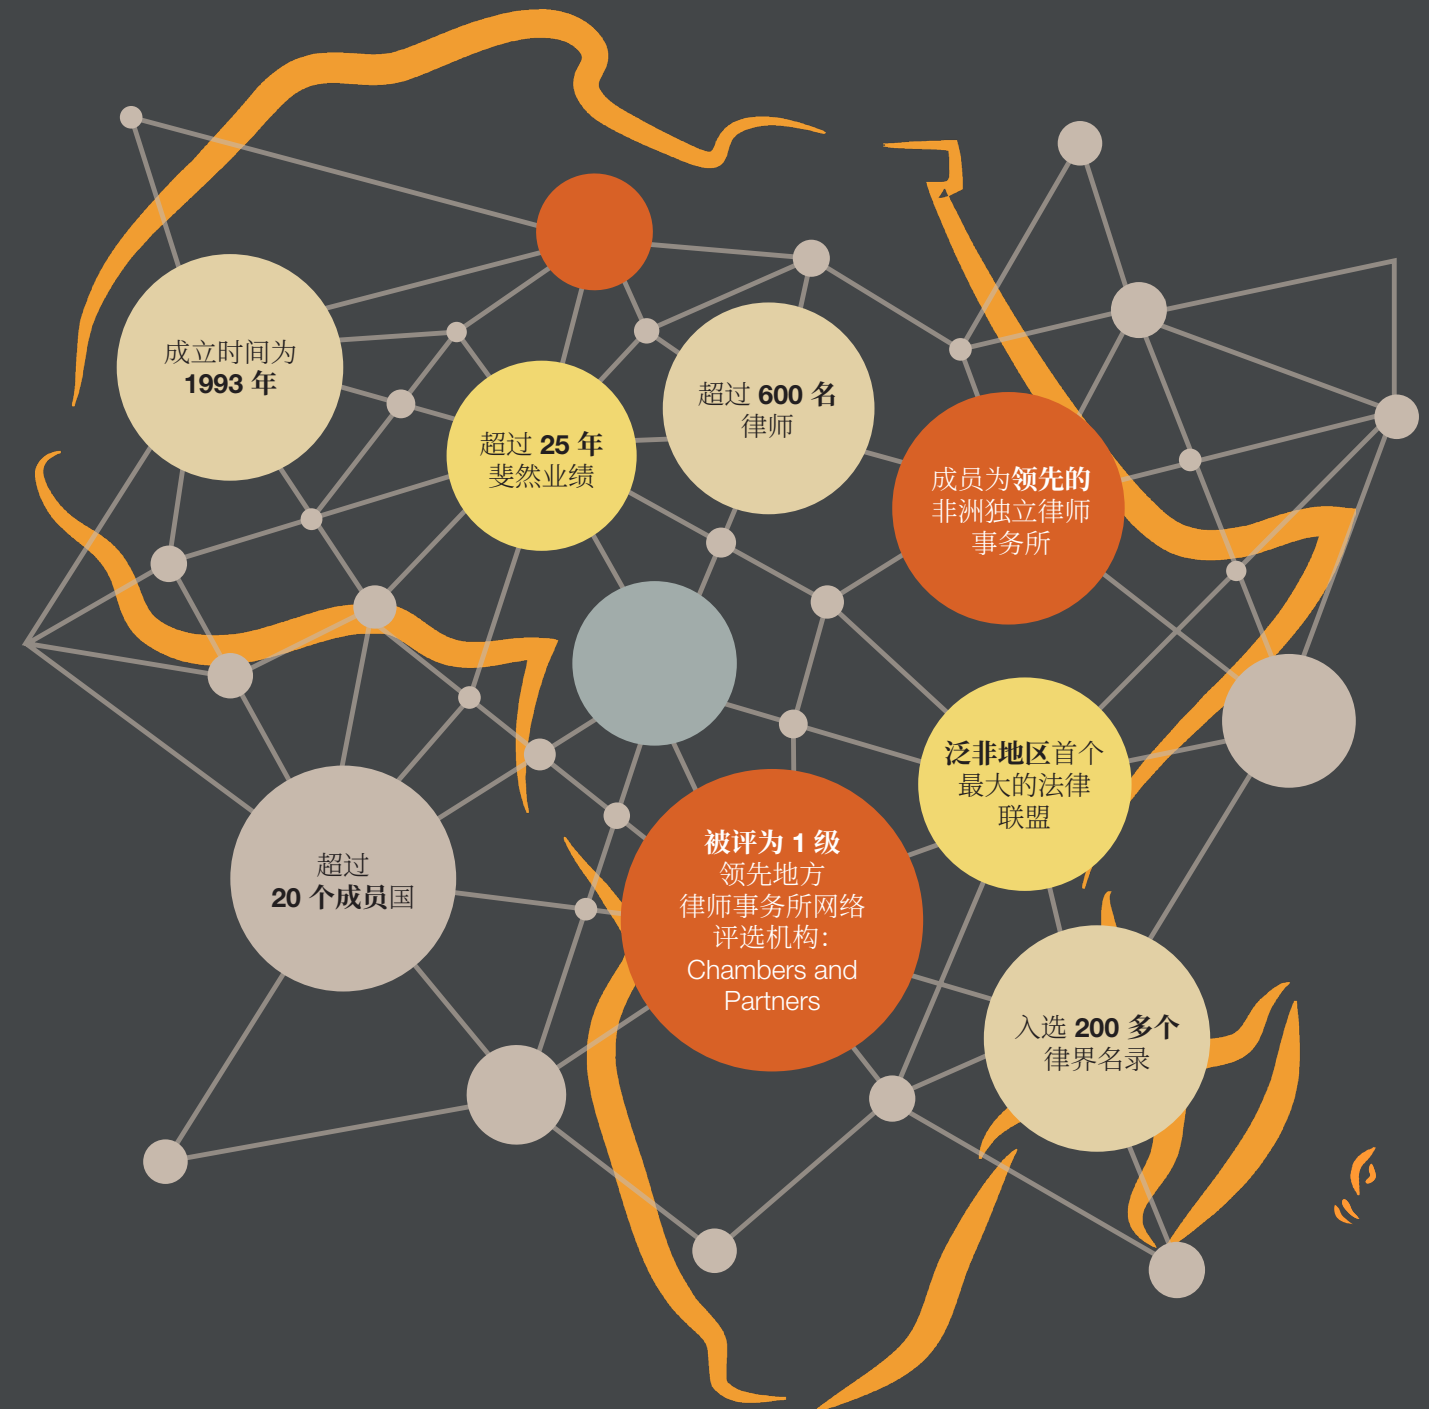 成立时间为
1993 年
超过 25 年
斐然业绩
超过 600 名
律师
成员为领先的
非洲独立律师
事务所
泛非地区首个
最大的法律
联盟
超过
20 个成员国
被评为 1 级
领先地方
律师事务所网络
评选机构：
Chambers and
Partners
入选 200 多个
律界名录